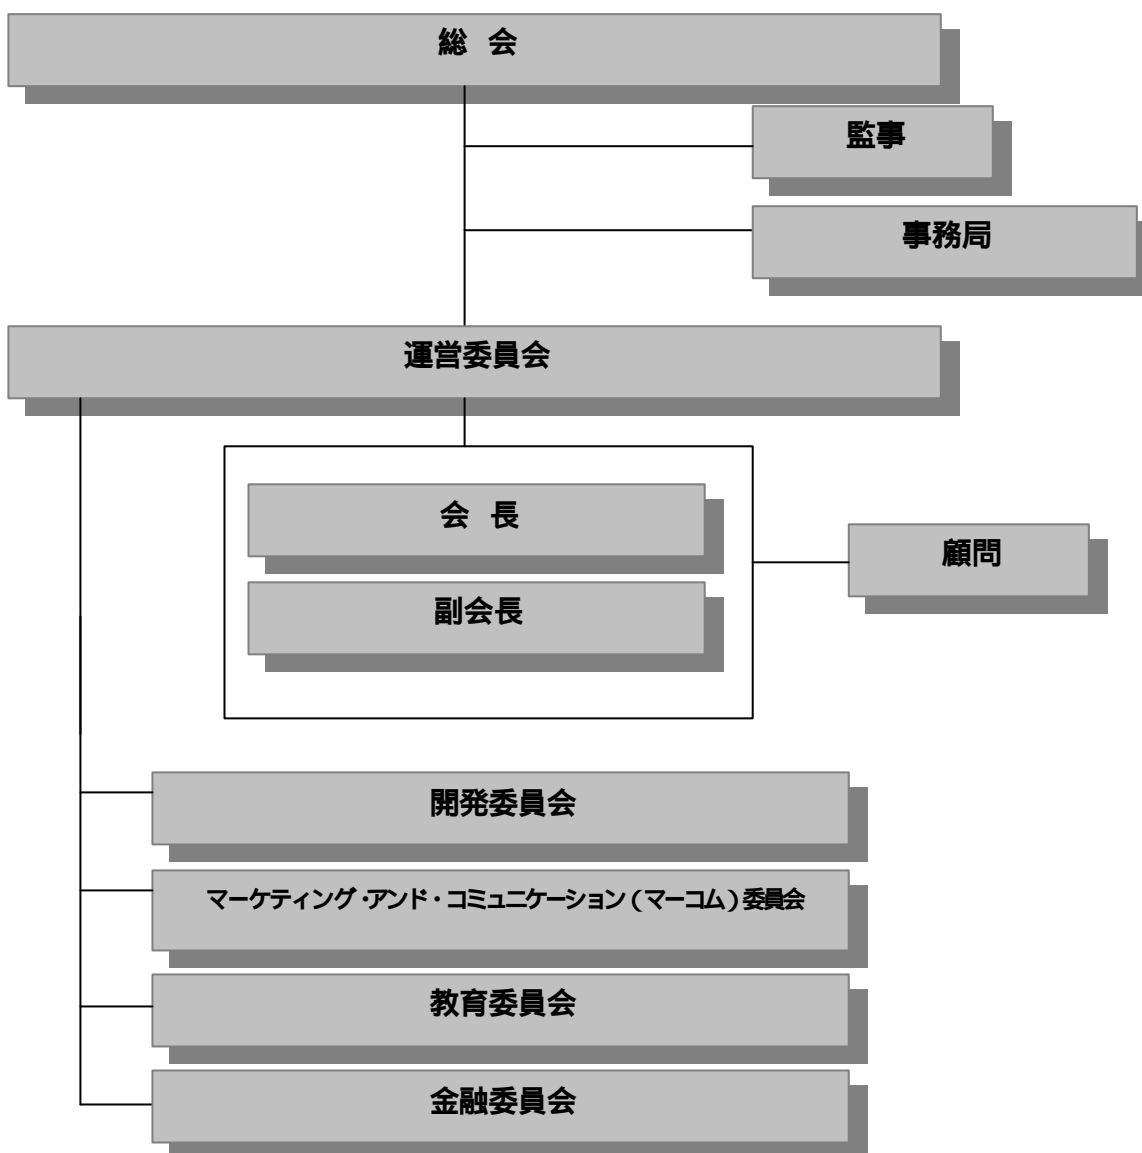 総 会
監事
事務局
運営委員会
会 長
副会長
顧問
開発委員会
マーケティング・アンド・コミュニケーション(マーコム)委員会
教育委員会
金融委員会